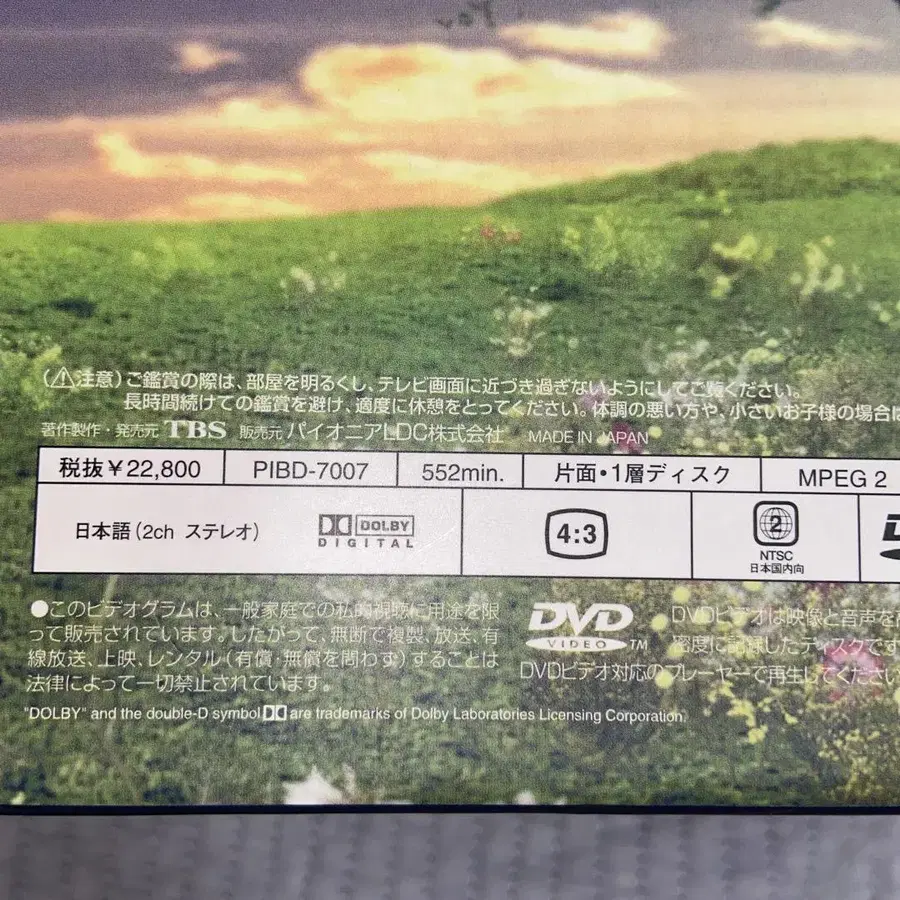 (⚠注意)ご鑑賞の際は、部屋を明るくし、テレビ画面に近づき過ぎないようにしてご覧ください。
長時間続けての鑑賞を避け、適度に休憩をとってください。体調の悪い方や、小さいお子様の場合は
著作製作・発売元 TBS 販売元 パイオニアLDC株式会社 MADE IN JAPAN
税抜¥22,800 PIBD-7007 552min. 片面・1層ディスク MPEG 2
日本語(2ch ステレオ) DOLBY DIGITAL 4:3 2 NTSC 日本国内向
●このビデオグラムは、一般家庭での私的視聴に用途を限
って販売されています。したがって、無断で複製、放送、有
線放送、上映、レンタル(有償・無償を問わず)することは
法律によって一切禁止されています。
DVD VIDEO TM
DVDビデオは映像と音声を高
密度に記録したディスクです
DVDビデオ対応のプレーヤーで再生してください
"DOLBY" and the double-D symbol are trademarks of Dolby Laboratories Licensing Corporation.